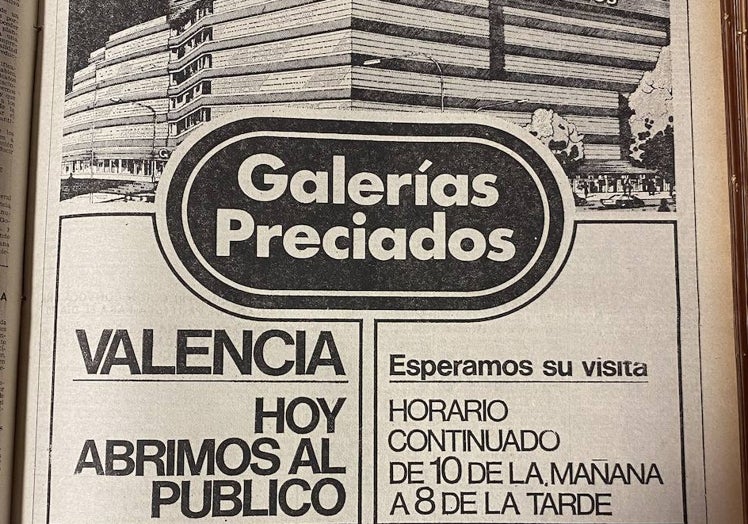 Galerías
Preciados
VALENCIA
HOY
ABRIMOS AL
PUBLICO
Esperamos su visita
HORARIO
CONTINUADO
DE 10 DE LA MAÑANA
A 8 DE LA TARDE